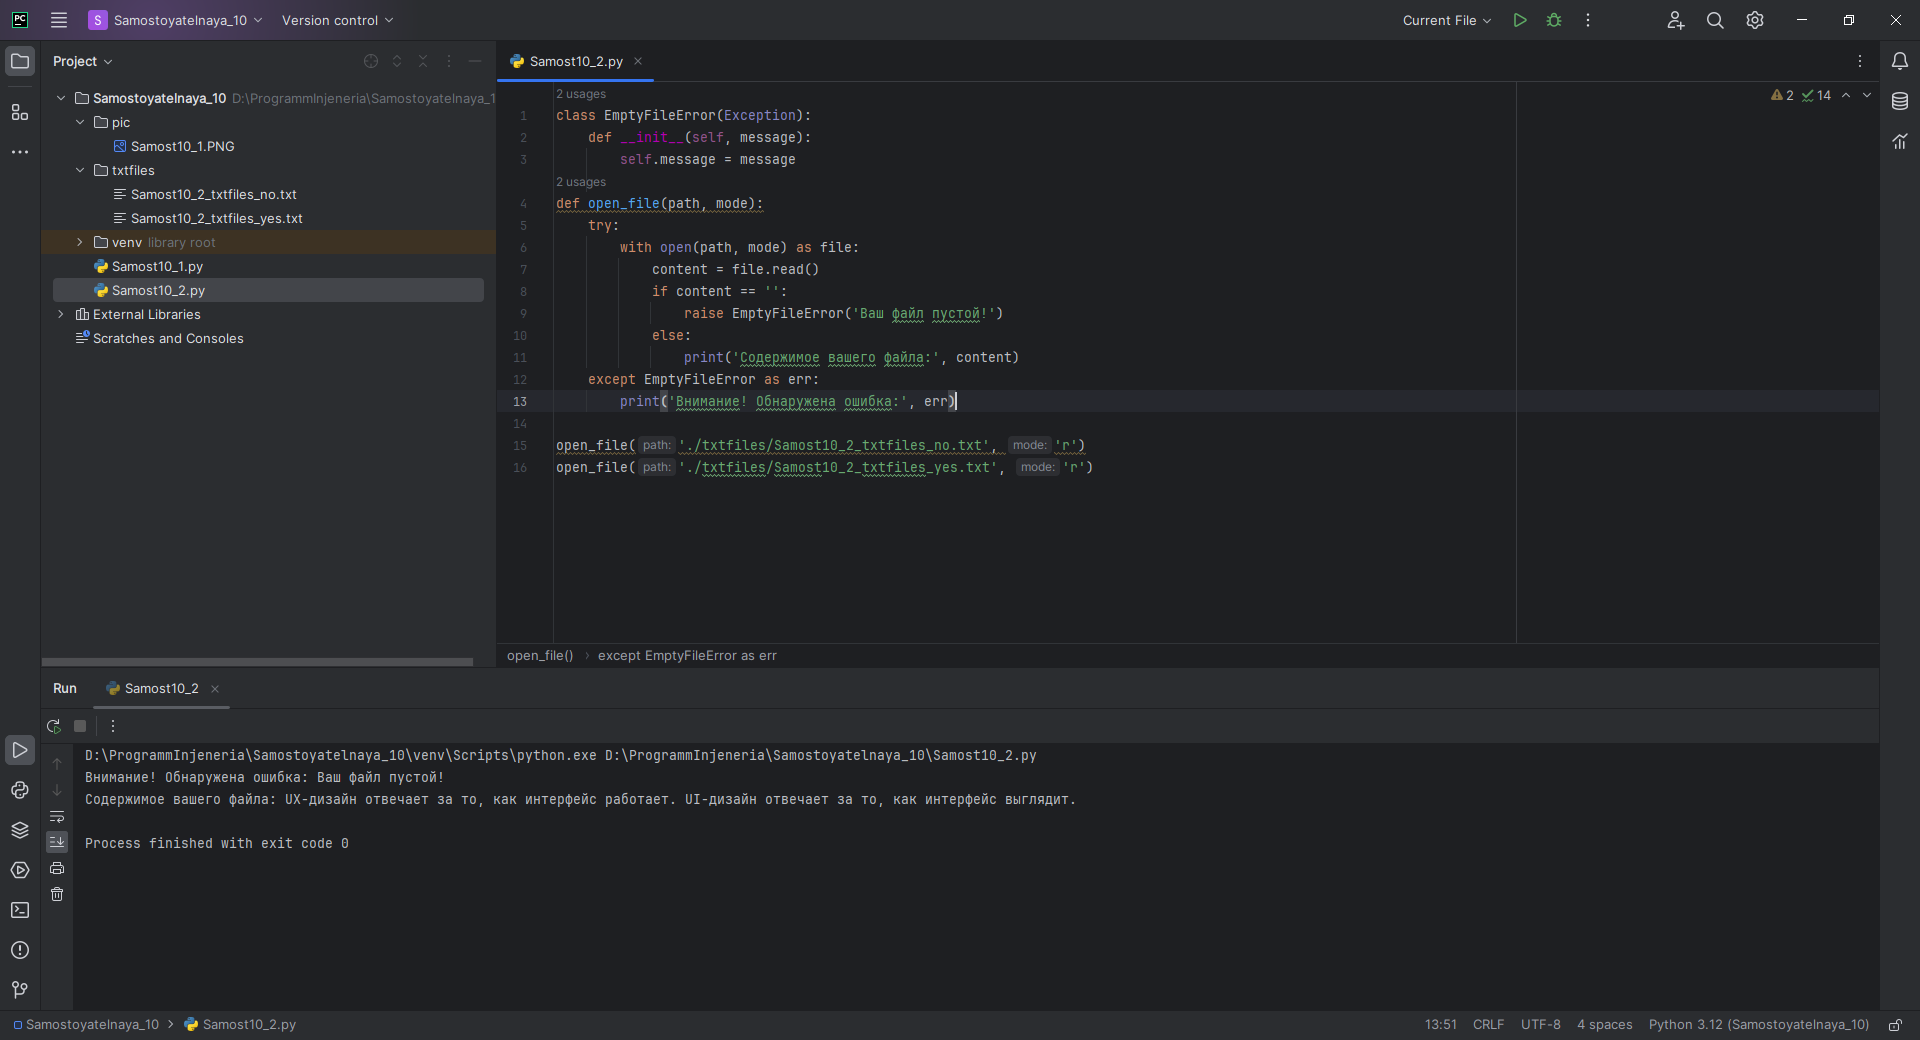 PC
S Samostoyatelnaya_10 Version control Current File
Project
Samostoyatelnaya_10 D:\ProgrammInjeneria\Samostoyatelnaya_1
pic
Samost10_1.PNG
txtfiles
Samost10_2_txtfiles_no.txt
Samost10_2_txtfiles_yes.txt
venv library root
Samost10_1.py
Samost10_2.py
External Libraries
Scratches and Consoles
Samost10_2.py
2 14
2 usages
1 class EmptyFileError(Exception):
2 def __init__(self, message):
3 self.message = message
2 usages
4 def open_file(path, mode):
5 try:
6 with open(path, mode) as file:
7 content = file.read()
8 if content == '':
9 raise EmptyFileError('Ваш файл пустой!')
10 else:
11 print('Содержимое вашего файла:', content)
12 except EmptyFileError as err:
13 print('Внимание! Обнаружена ошибка:', err)
14
15 open_file( path: './txtfiles/Samost10_2_txtfiles_no.txt', mode: 'r')
16 open_file( path: './txtfiles/Samost10_2_txtfiles_yes.txt', mode: 'r')
open_file() › except EmptyFileError as err
Run Samost10_2
D:\ProgrammInjeneria\Samostoyatelnaya_10\venv\Scripts\python.exe D:\ProgrammInjeneria\Samostoyatelnaya_10\Samost10_2.py
Внимание! Обнаружена ошибка: Ваш файл пустой!
Содержимое вашего файла: UX-дизайн отвечает за то, как интерфейс работает. UI-дизайн отвечает за то, как интерфейс выглядит.
Process finished with exit code 0
Samostoyatelnaya_10 › Samost10_2.py 13:51 CRLF UTF-8 4 spaces Python 3.12 (Samostoyatelnaya_10)